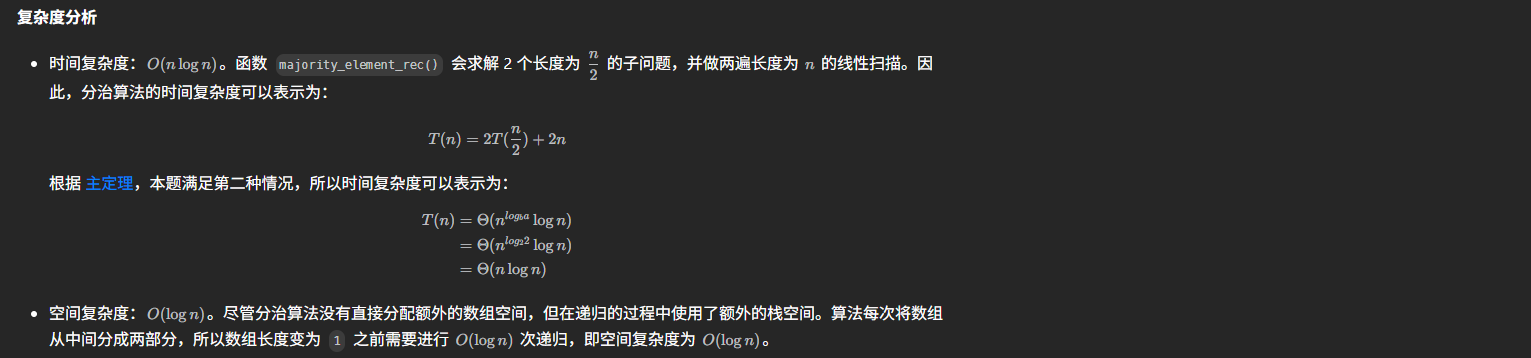 复杂度分析
时间复杂度：O(n log n)。函数 majority_element_rec() 会求解 2 个长度为 n/2 的子问题，并做两遍长度为 n 的线性扫描。因
此，分治算法的时间复杂度可以表示为：
T(n) = 2T(n/2) + 2n
根据 主定理，本题满足第二种情况，所以时间复杂度可以表示为：
T(n) = Θ(n^{log_b a} log n)
= Θ(n^{log_2 2} log n)
= Θ(n log n)
空间复杂度：O(log n)。尽管分治算法没有直接分配额外的数组空间，但在递归的过程中使用了额外的栈空间。算法每次将数组
从中间分成两部分，所以数组长度变为 1 之前需要进行 O(log n) 次递归，即空间复杂度为 O(log n)。